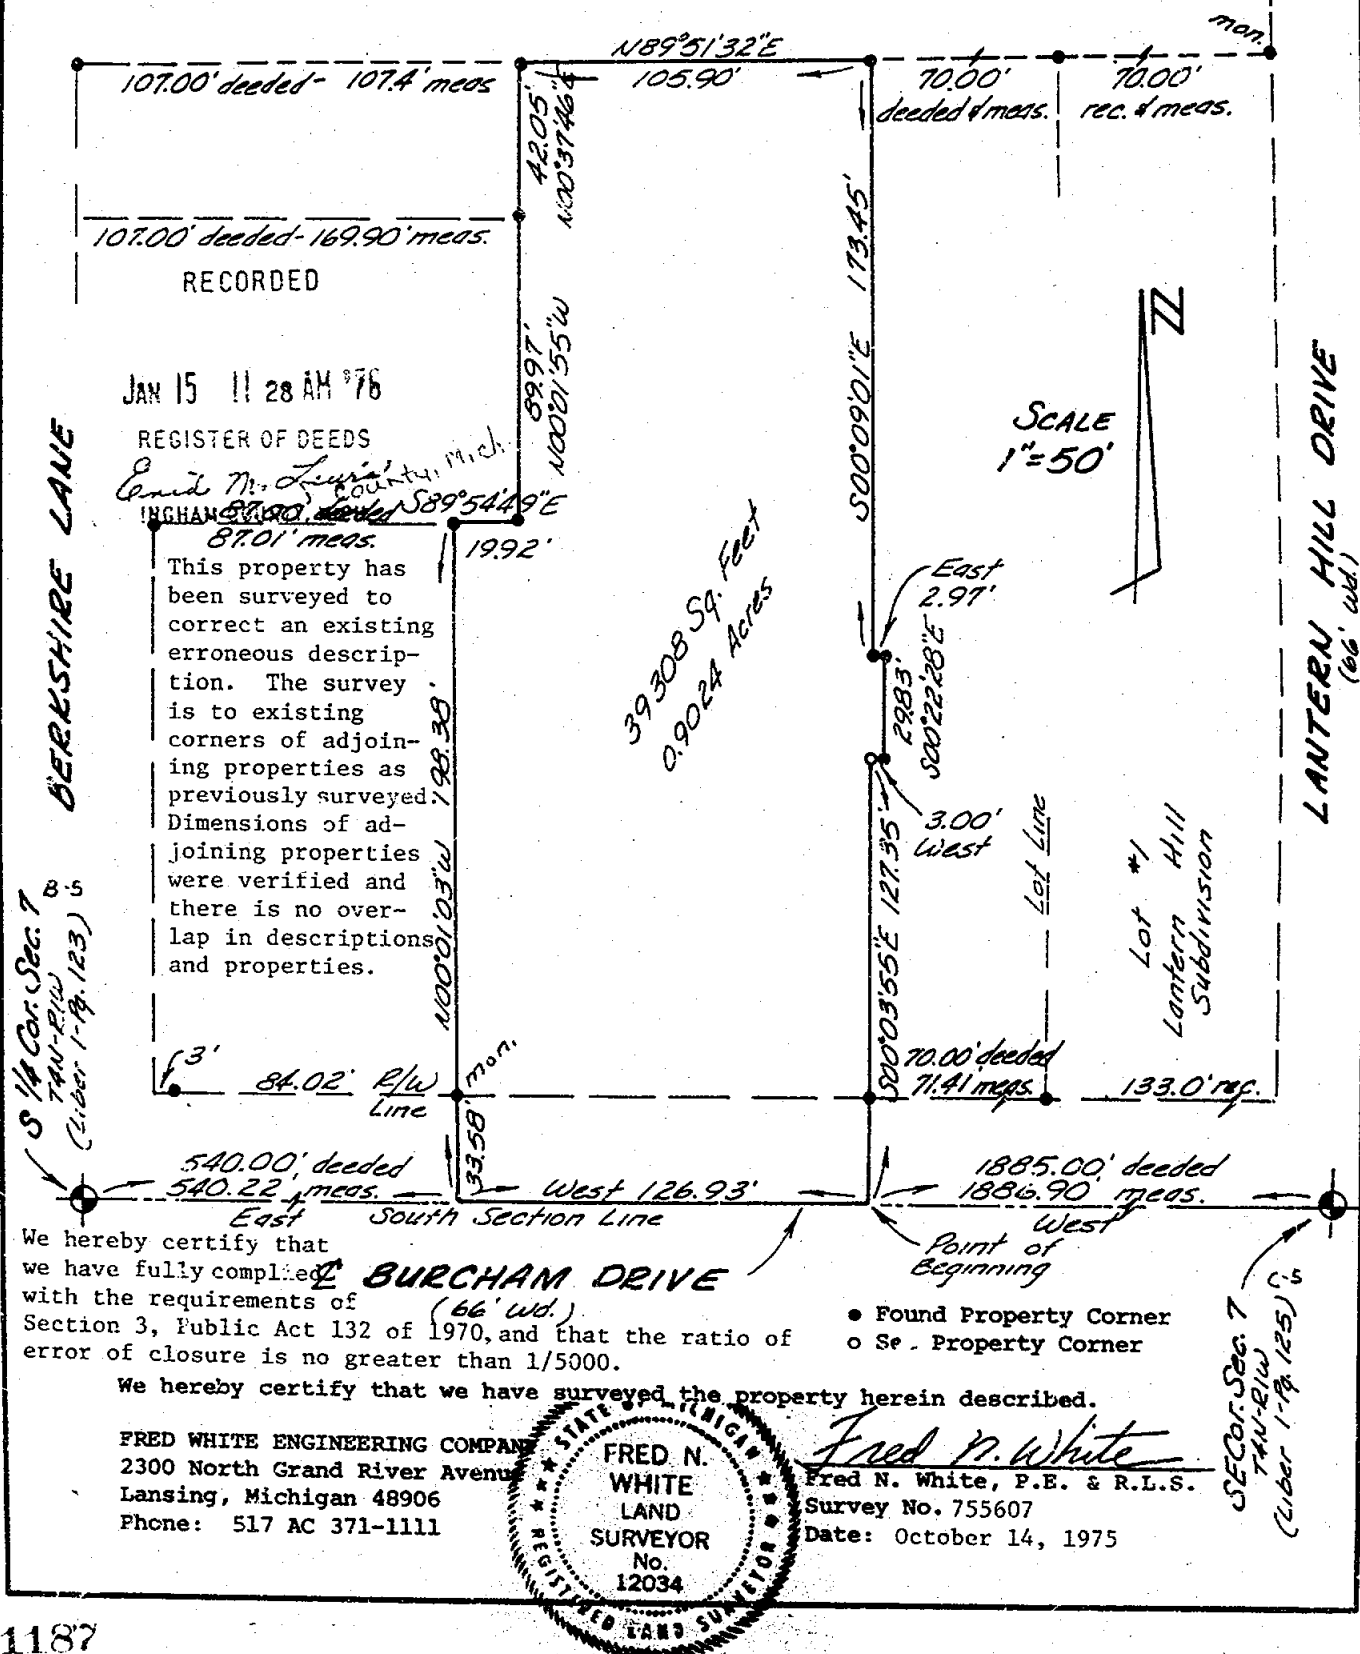 mon.
N89°51'32"E
107.00' deeded - 107.4' meas
105.90'
70.00'
deeded & meas.
70.00'
rec. & meas.
42.05'
N00°37'46"E
107.00' deeded - 169.90' meas.
RECORDED
JAN 15 11 28 AM '76
REGISTER OF DEEDS
Enid M. Lewis
County, Mich.
INGHAM
87.00' deeded
87.01' meas.
S89°54'49"E
19.92'
89.97'
N00°01'55"W
S00°09'01"E 173.45'
SCALE
1"=50'
N
BERKSHIRE LANE
LANTERN HILL DRIVE
(66' wd.)
This property has
been surveyed to
correct an existing
erroneous descrip-
tion. The survey
is to existing
corners of adjoin-
ing properties as
previously surveyed.
Dimensions of ad-
joining properties
were verified and
there is no over-
lap in descriptions
and properties.
N00°01'03"W 198.38'
39308 Sq. Feet
0.9024 Acres
East
2.97'
29.83'
S00°22'28"E
3.00'
West
S00°03'55"E 127.35'
Lot Line
Lot #1
Lantern Hill
Subdivision
S 1/4 Cor. Sec. 7
T4N-R1W
(Liber 1-Pg. 123)
B-5
3'
84.02' R/W
Line
mon.
33.58'
70.00' deeded
71.41 meas.
133.0' rec.
540.00' deeded
540.22' meas.
East
South Section Line
West 126.93'
1885.00' deeded
1886.90' meas.
West
Point of
Beginning
We hereby certify that
we have fully complied
with the requirements of
Section 3, Public Act 132 of 1970, and that the ratio of
error of closure is no greater than 1/5000.
℄ BURCHAM DRIVE
(66' wd.)
● Found Property Corner
o Se . Property Corner
SE Cor. Sec. 7
T4N-R1W
(Liber 1-Pg. 125)
C-5
We hereby certify that we have surveyed the property herein described.
FRED WHITE ENGINEERING COMPANY
2300 North Grand River Avenue
Lansing, Michigan 48906
Phone: 517 AC 371-1111
STATE OF MICHIGAN
FRED N.
WHITE
LAND
SURVEYOR
No.
12034
REGISTERED LAND SURVEYOR
Fred N. White
Fred N. White, P.E. & R.L.S.
Survey No. 755607
Date: October 14, 1975
1187